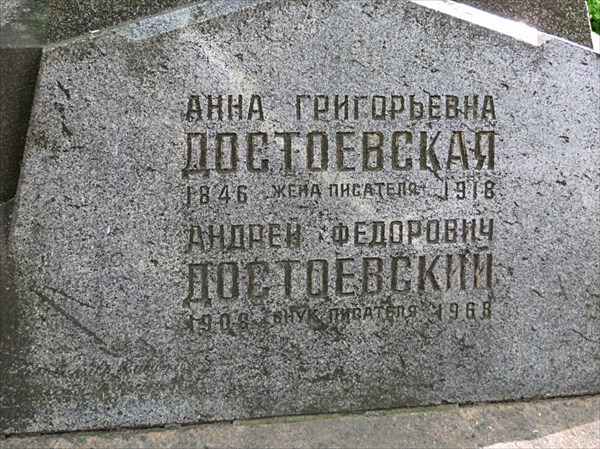 АННА ГРИГОРЬЕВНА
ДОСТОЕВСКАЯ
1846 ЖЕНА ПИСАТЕЛЯ 1918
АНДРЕЙ ФЕДОРОВИЧ
ДОСТОЕВСКИЙ
1908 ВНУК ПИСАТЕЛЯ 1968